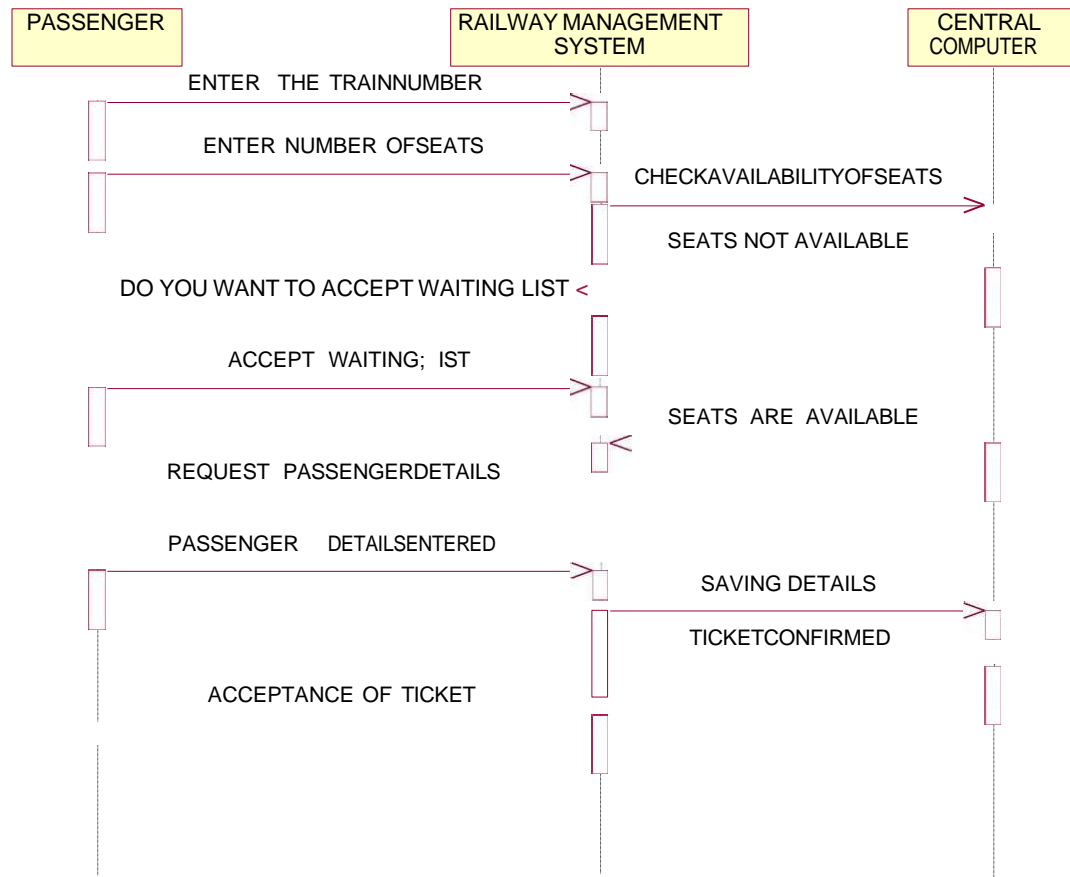 PASSENGER
RAILWAY MANAGEMENT
SYSTEM
CENTRAL
COMPUTER
ENTER THE TRAINNUMBER
ENTER NUMBER OFSEATS
CHECKAVAILABILITYOFSEATS
SEATS NOT AVAILABLE
DO YOU WANT TO ACCEPT WAITING LIST <
ACCEPT WAITING; IST
SEATS ARE AVAILABLE
REQUEST PASSENGERDETAILS
PASSENGER DETAILSENTERED
SAVING DETAILS
TICKETCONFIRMED
ACCEPTANCE OF TICKET